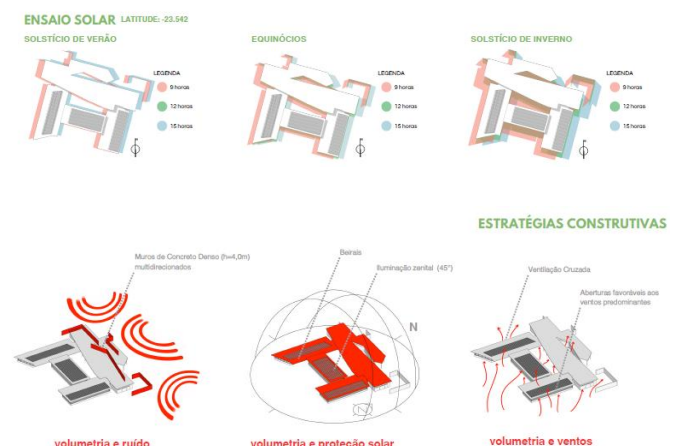 ENSAIO SOLAR LATITUDE: -23.542
SOLSTÍCIO DE VERÃO
EQUINÓCIOS
SOLSTÍCIO DE INVERNO
LEGENDA
9 horas
12 horas
15 horas
LEGENDA
9 horas
12 horas
15 horas
LEGENDA
9 horas
12 horas
15 horas
ESTRATÉGIAS CONSTRUTIVAS
Muros de Concreto Denso (h=4,0m)
multidirecionados
Beirais
Iluminação zenital (45°)
N
Ventilação Cruzada
Aberturas favoráveis aos
ventos predominantes
volumetria e ruído
volumetria e proteção solar
volumetria e ventos